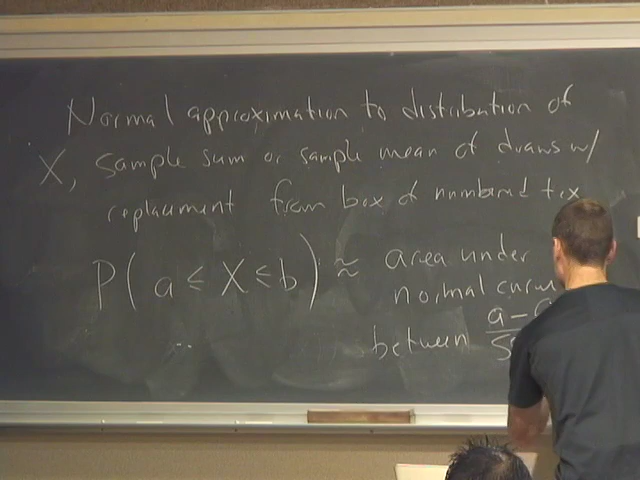 Normal approximation to distribution of
X, sample sum or sample mean of draws w/
replacement from box of numbered tix
P(a ≤ X ≤ b) ≈ area under
normal curve
between a -